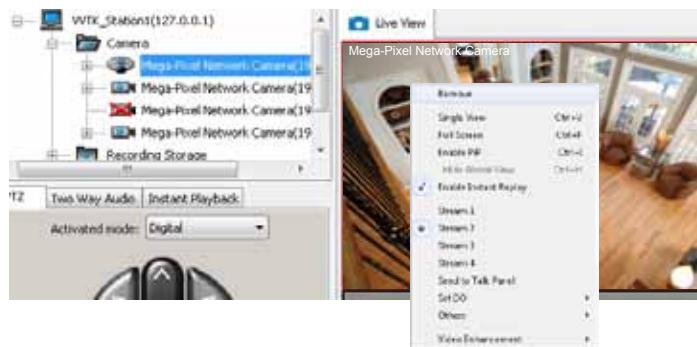 VVTK_Station1(127.0.0.1)
Camera
Mega-Pixel Network Camera(19
Mega-Pixel Network Camera(19
Mega-Pixel Network Camera(19
Mega-Pixel Network Camera(19
Recording Storage
PTZ
Two Way Audio
Instant Playback
Activated mode:
Digital
Live View
Mega-Pixel Network Camera
Remove
Single View
Full Screen Ctrl+F
Enable PiP
Enable Instant Replay
Stream 1
Stream 2
Stream 3
Stream 4
Send to Talk Panel
Set DO
Others
Video Enhancement